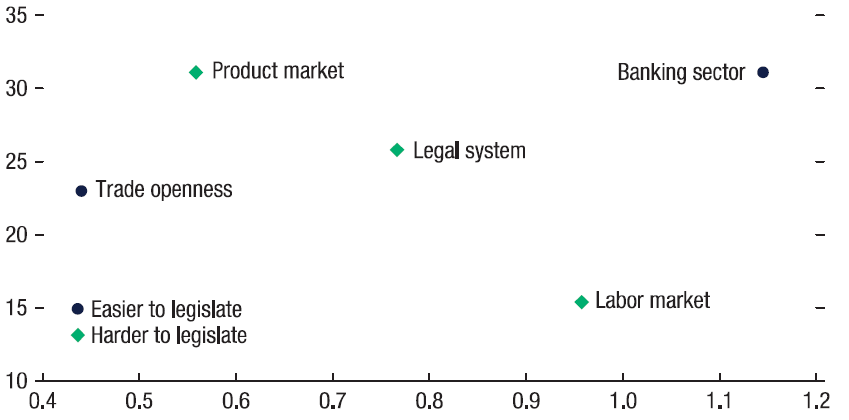 35
Product market
Banking sector
30
Legal system
25
Trade openness
20
15
Easier to legislate
Labor market
Harder to legislate
10
0.4 0.5 0.6 0.7 0.8 0.9 1.0 1.1 1.2